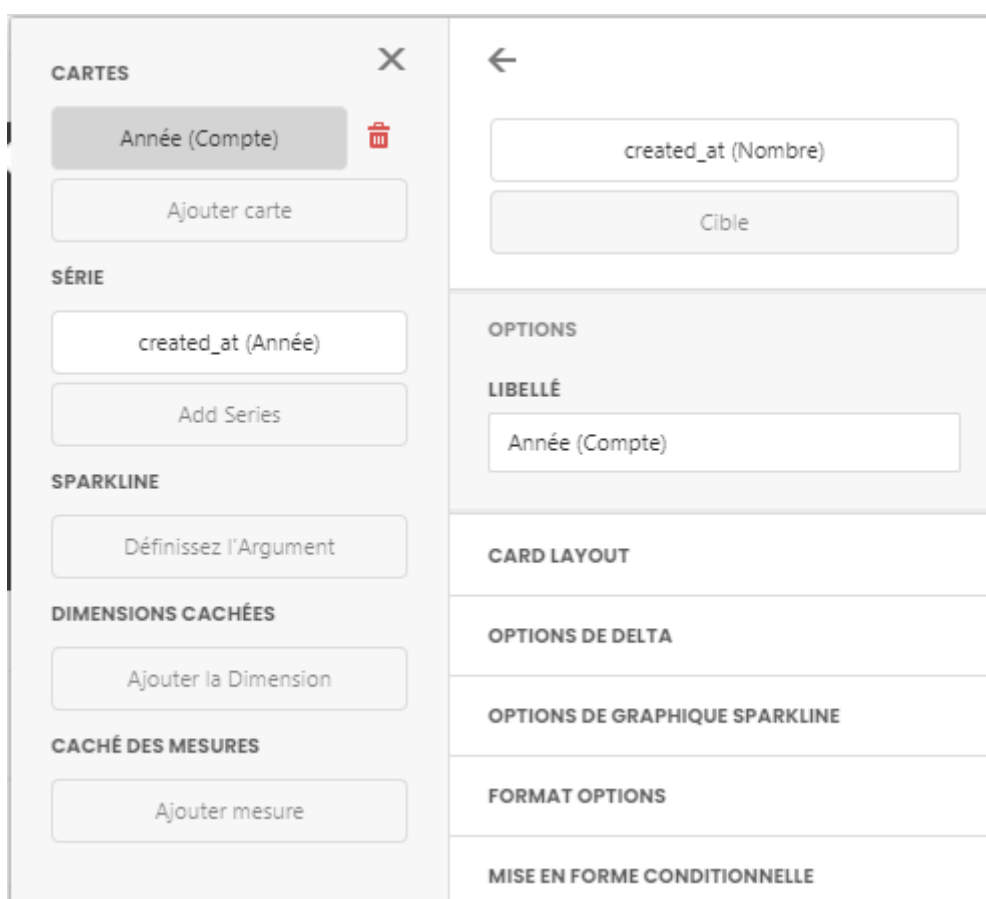 CARTES
Année (Compte)
Ajouter carte
SÉRIE
created_at (Année)
Add Series
SPARKLINE
Définissez l'Argument
DIMENSIONS CACHÉES
Ajouter la Dimension
CACHÉ DES MESURES
Ajouter mesure
created_at (Nombre)
Cible
OPTIONS
LIBELLÉ
Année (Compte)
CARD LAYOUT
OPTIONS DE DELTA
OPTIONS DE GRAPHIQUE SPARKLINE
FORMAT OPTIONS
MISE EN FORME CONDITIONNELLE